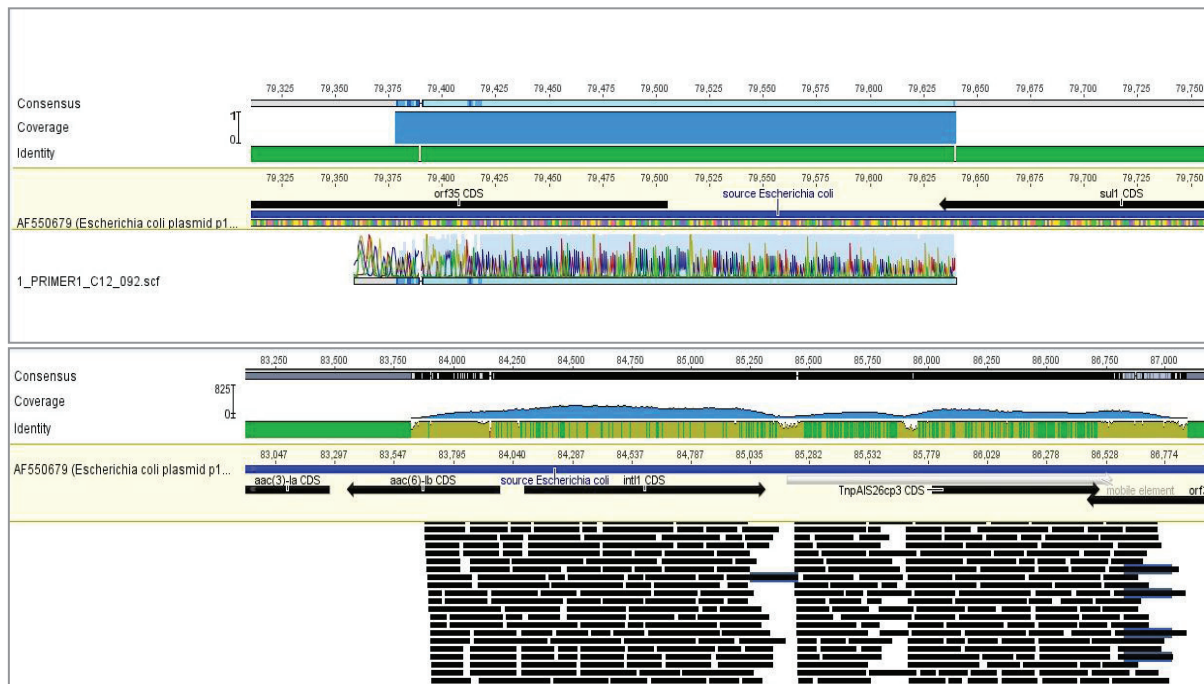 79,325 79,350 79,375 79,400 79,425 79,450 79,475 79,500 79,525 79,550 79,575 79,600 79,625 79,650 79,675 79,700 79,725 79,750
Consensus
1
Coverage
0
Identity
79,325 79,350 79,375 79,400 79,425 79,450 79,475 79,500 79,525 79,550 79,575 79,600 79,625 79,650 79,675 79,700 79,725 79,750
orf35 CDS source Escherichia coli sul1 CDS
AF550679 (Escherichia coli plasmid p1...
1_PRIMER1_C12_092.scf
83,250 83,500 83,750 84,000 84,250 84,500 84,750 85,000 85,250 85,500 85,750 86,000 86,250 86,500 86,750 87,000
Consensus
825
Coverage
0
Identity
83,047 83,297 83,547 83,795 84,040 84,287 84,537 84,787 85,035 85,282 85,532 85,779 86,029 86,278 86,528 86,774
AF550679 (Escherichia coli plasmid p1...
aac(3)-Ia CDS aac(6)-Ib CDS source Escherichia coli intI1 CDS TnpAIS26cp3 CDS mobile element orf3